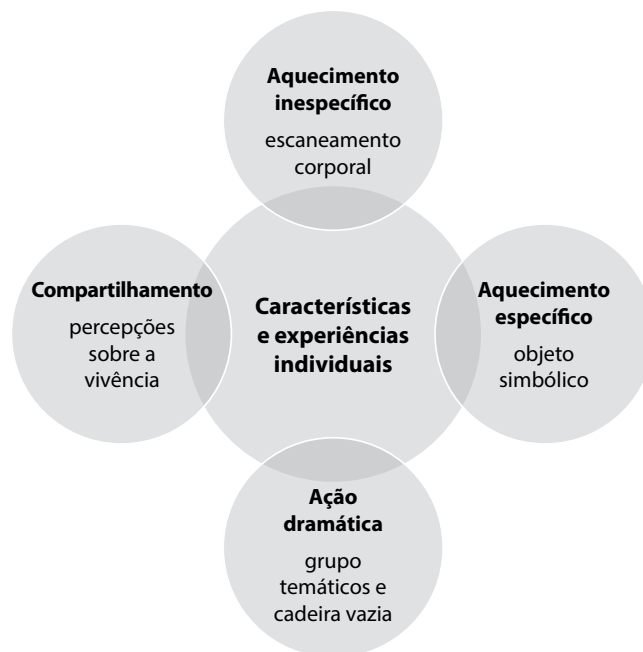 Aquecimento
inespecífico
escaneamento
corporal
Compartilhamento
percepções
sobre a
vivência
Características
e experiências
individuais
Aquecimento
específico
objeto
simbólico
Ação
dramática
grupo
temáticos e
cadeira vazia